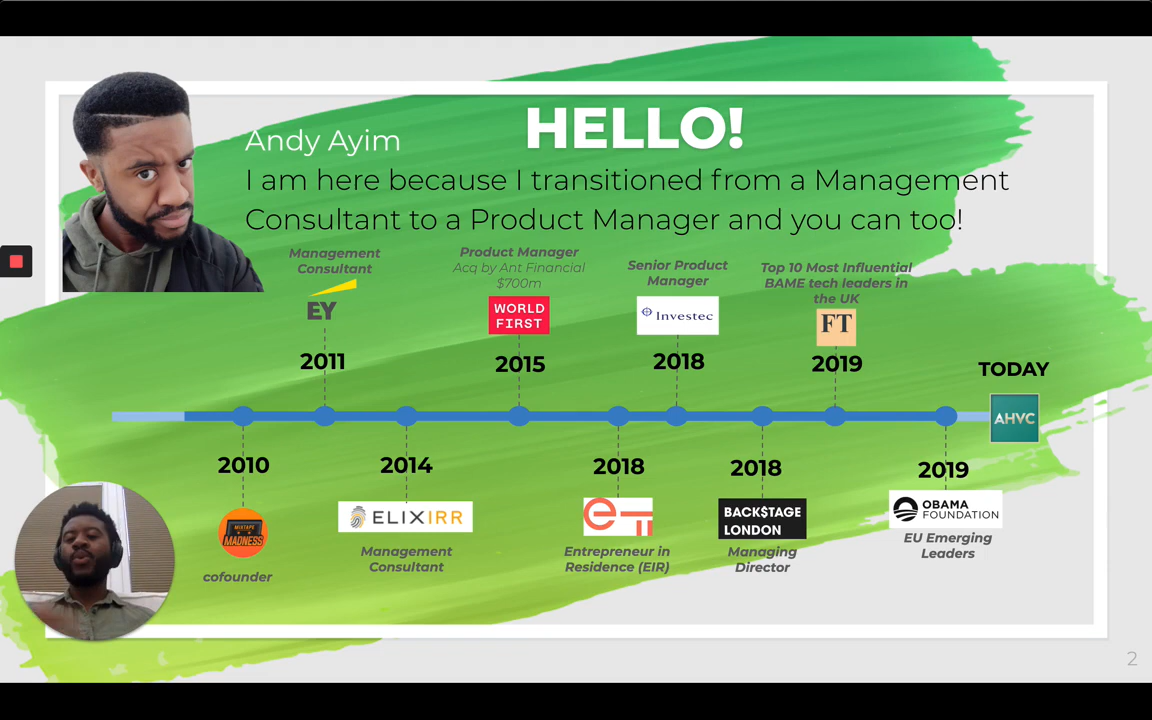 HELLO!
Andy Ayim
I am here because I transitioned from a Management
Consultant to a Product Manager and you can too!
Management
Consultant
EY
2011
Product Manager
Acq by Ant Financial
$700m
WORLD
FIRST
2015
Senior Product
Manager
Investec
2018
Top 10 Most Influential
BAME tech leaders in
the UK
FT
2019
TODAY
AHVC
2010
MIXTAPE
MADNESS
cofounder
2014
ELIXIRR
Management
Consultant
2018
Entrepreneur in
Residence (EIR)
2018
BACK$TAGE
LONDON
Managing
Director
2019
OBAMA
FOUNDATION
EU Emerging
Leaders
2